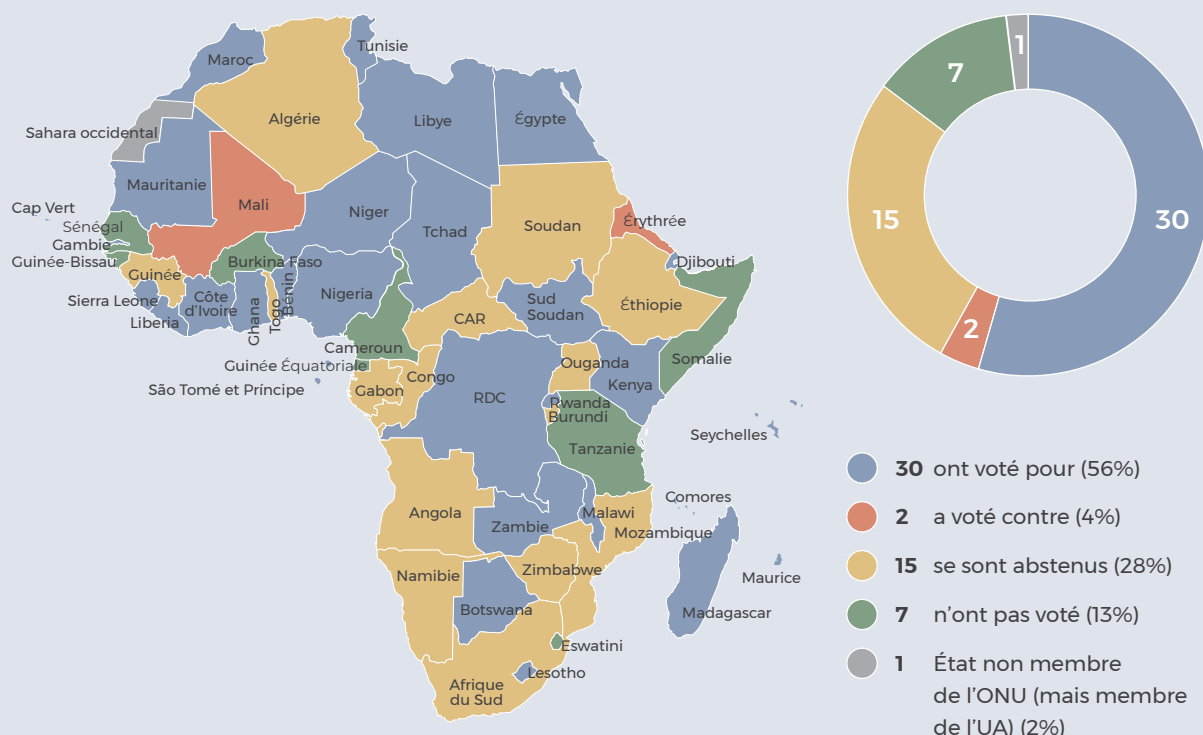 Tunisie
Maroc
Algérie
Libye
Égypte
Sahara occidental
Mauritanie
Mali
Niger
Tchad
Soudan
Érythrée
Cap Vert
Sénégal
Gambie
Guinée-Bissau
Burkina Faso
Djibouti
Guinée
Nigeria
Sierra Leone
Côte
d'Ivoire
Ghana
Togo
Bénin
Sud
Soudan
Éthiopie
Liberia
CAR
Cameroun
Guinée Équatoriale
São Tomé et Príncipe
Gabon
Congo
RDC
Ouganda
Kenya
Somalie
Rwanda
Burundi
Tanzanie
Seychelles
Comores
Angola
Zambie
Malawi
Mozambique
Namibie
Zimbabwe
Botswana
Maurice
Madagascar
Eswatini
Lesotho
Afrique
du Sud
1
7
15
2
30
30 ont voté pour (56%)
2 a voté contre (4%)
15 se sont abstenus (28%)
7 n'ont pas voté (13%)
1 État non membre
de l'ONU (mais membre
de l'UA) (2%)